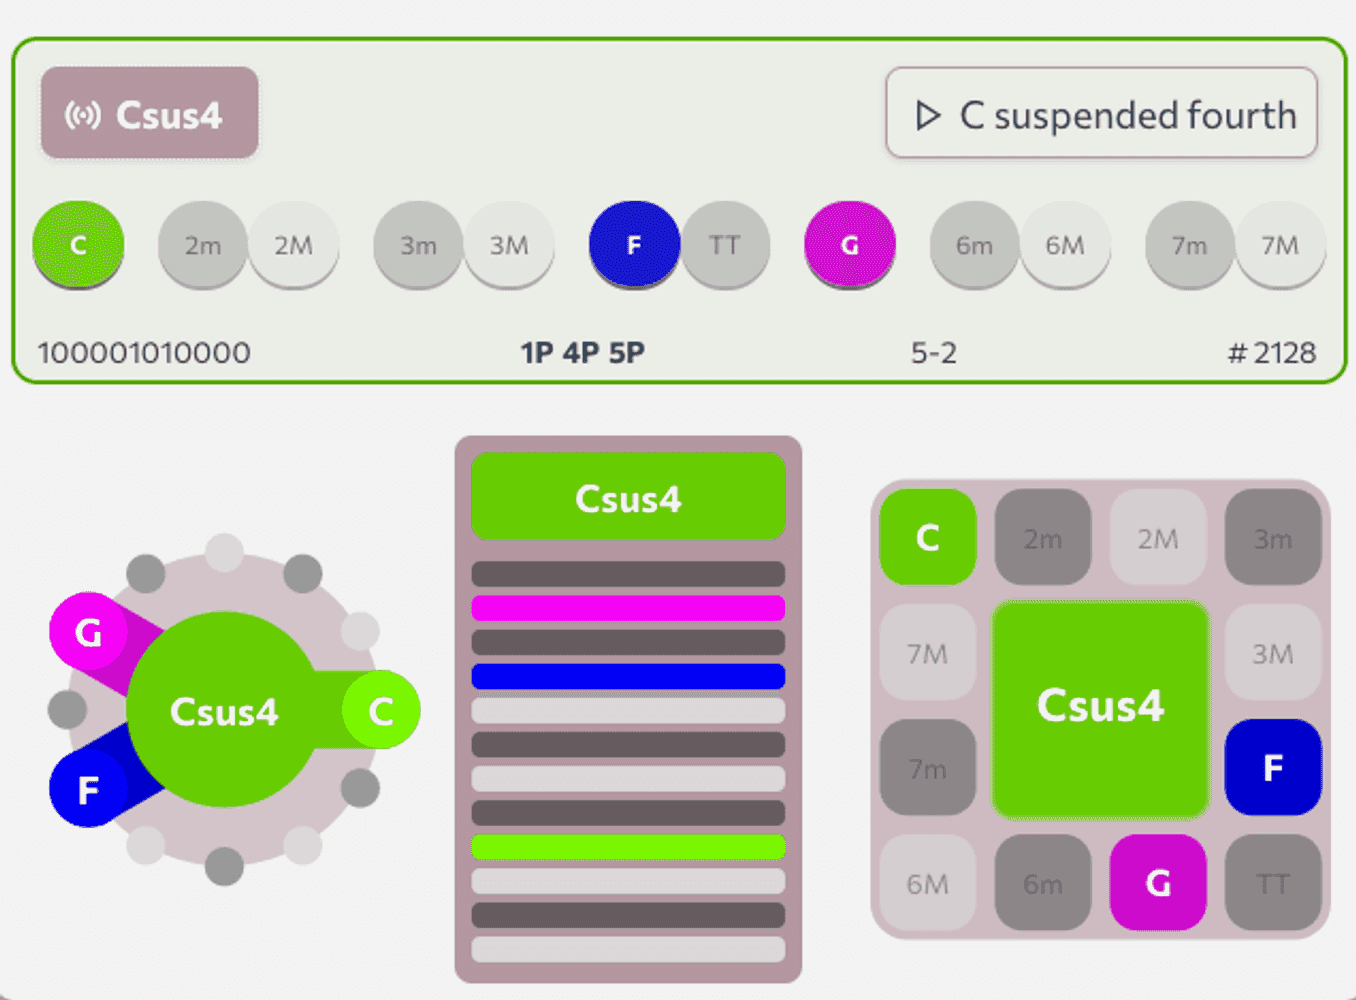 Csus4
C suspended fourth
C 2m 2M 3m 3M F TT G 6m 6M 7m 7M
100001010000 1P 4P 5P 5-2 # 2128
G
Csus4 C
F
Csus4
C 2m 2M 3m
7M 3M
Csus4
7m F
6M 6m G TT